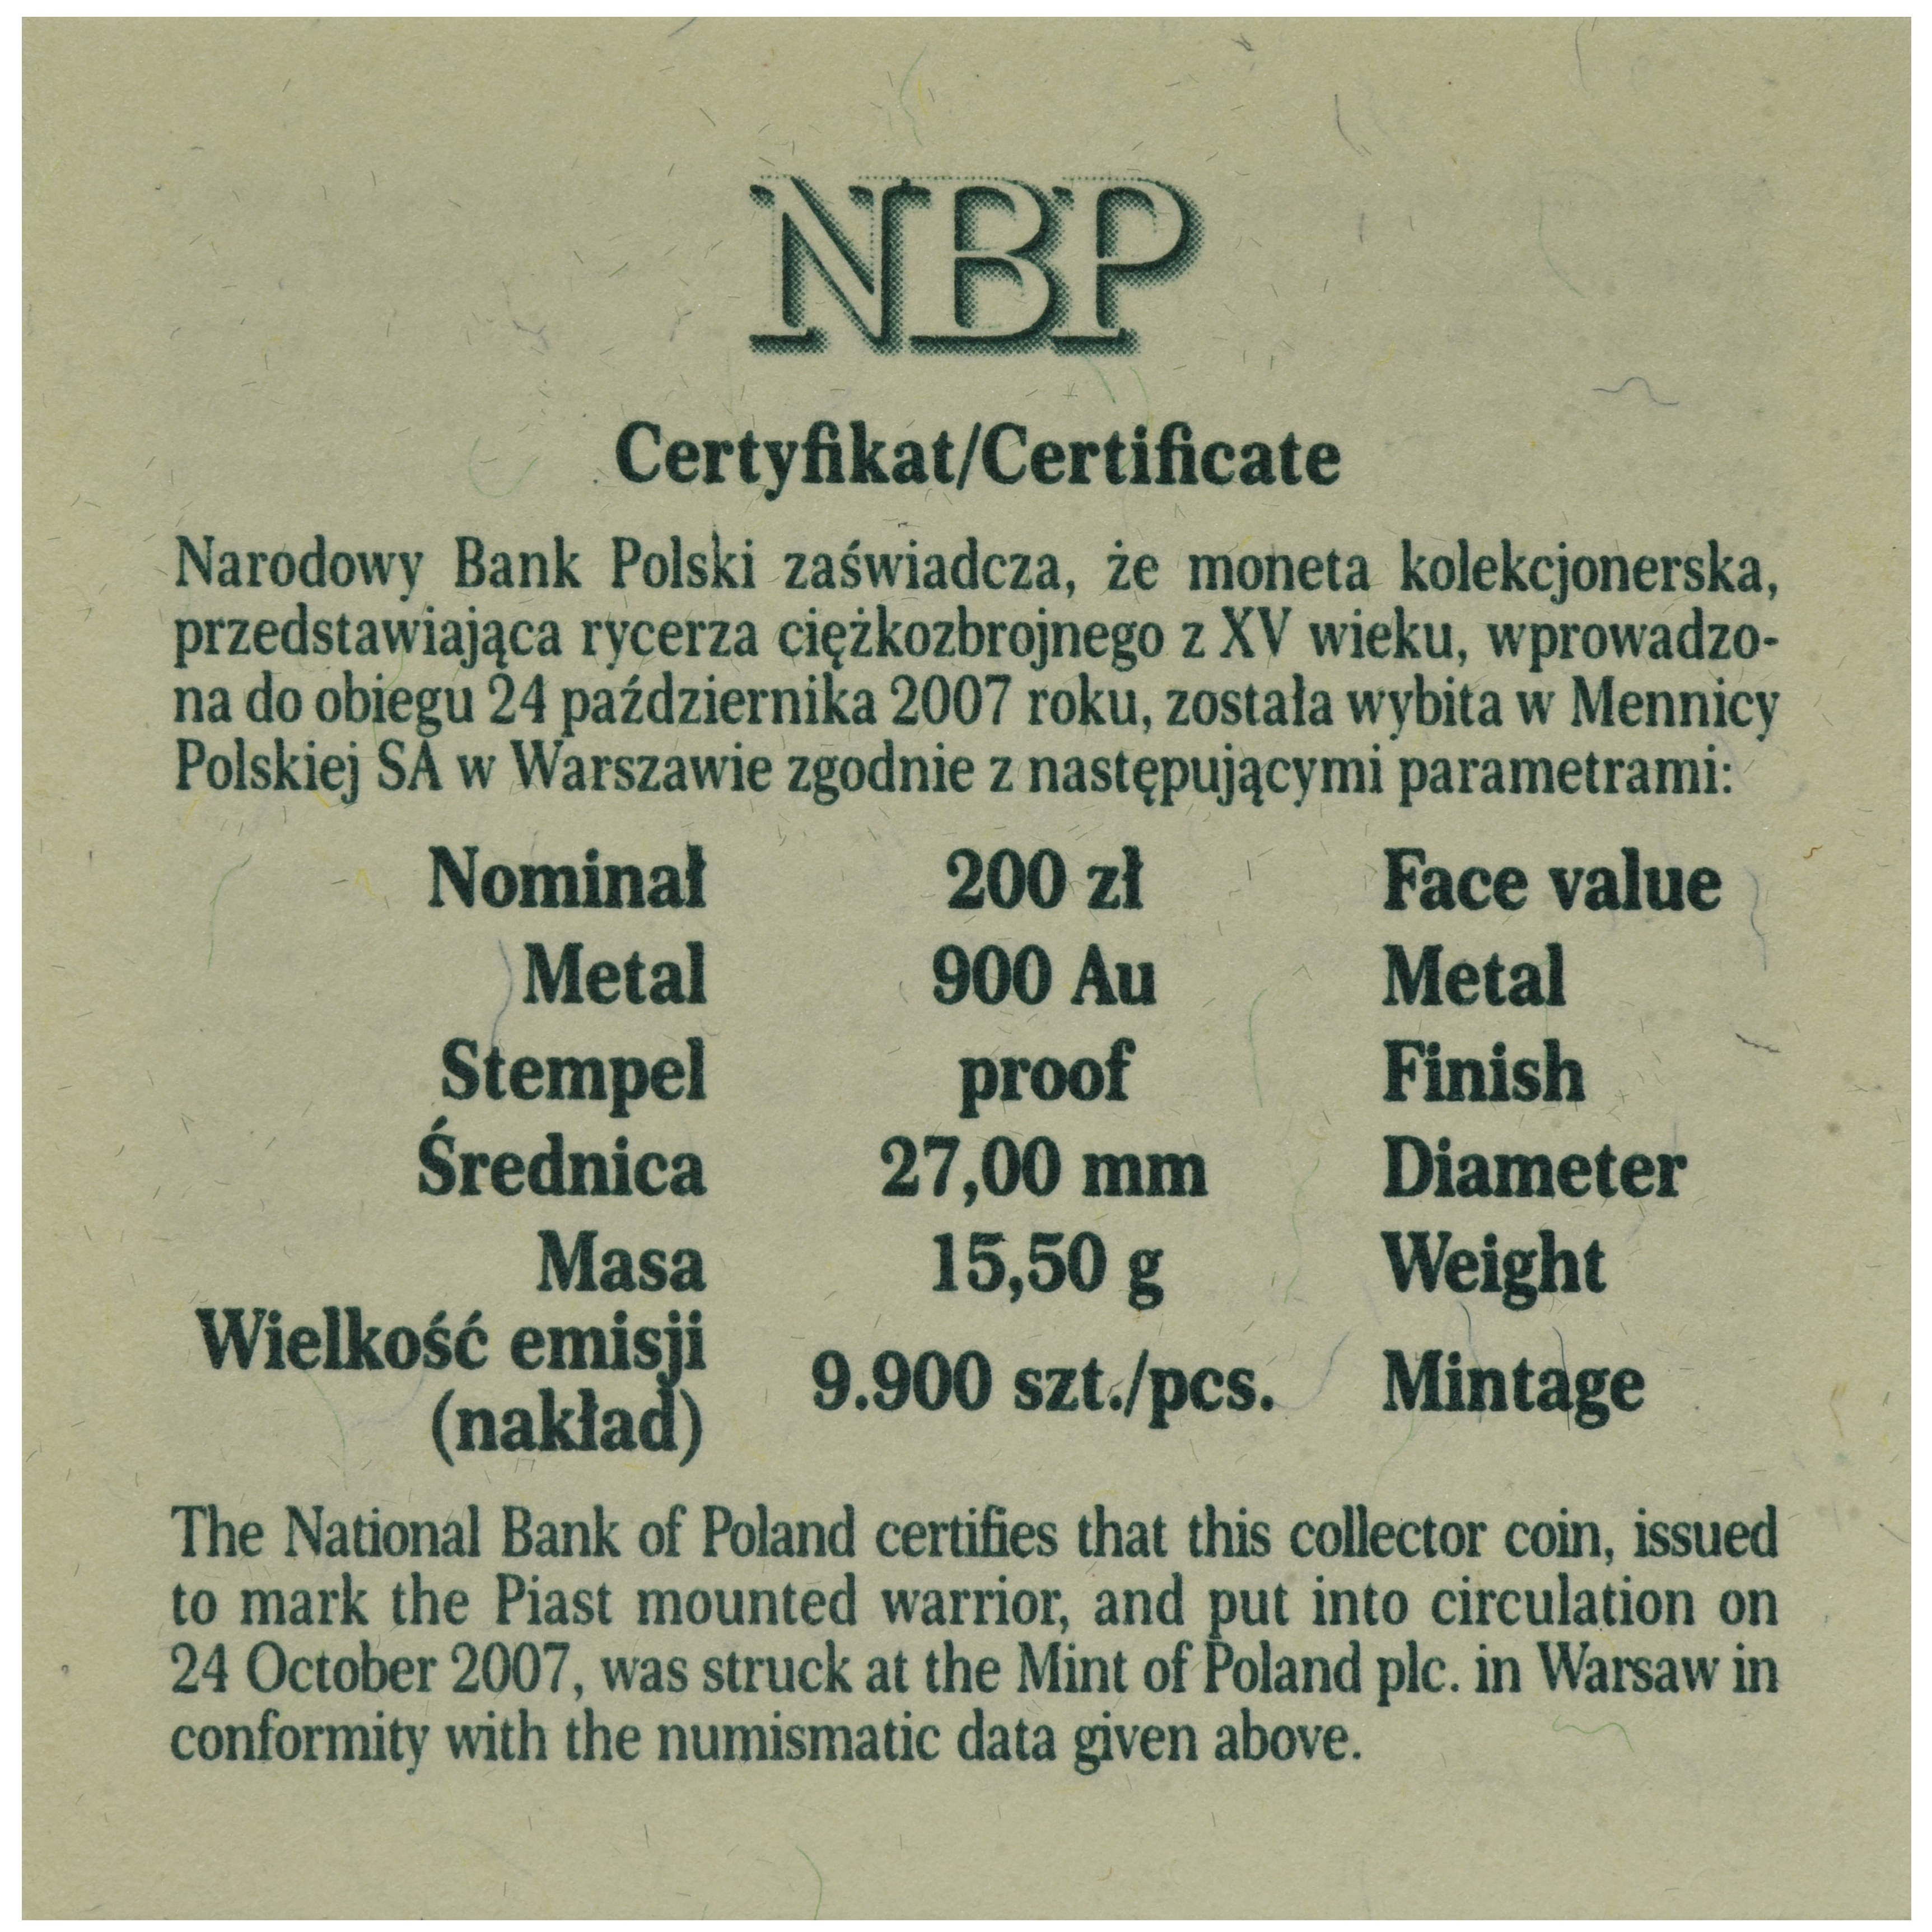 NBP
Certyfikat/Certificate
Narodowy Bank Polski zaświadcza, że moneta kolekcjonerska,
przedstawiająca rycerza ciężkozbrojnego z XV wieku, wprowadzo-
na do obiegu 24 października 2007 roku, została wybita w Mennicy
Polskiej SA w Warszawie zgodnie z następującymi parametrami:
Nominał 200 zł Face value
Metal 900 Au Metal
Stempel proof Finish
Średnica 27,00 mm Diameter
Masa 15,50 g Weight
Wielkość emisji
(nakład) 9.900 szt./pcs. Mintage
The National Bank of Poland certifies that this collector coin, issued
to mark the Piast mounted warrior, and put into circulation on
24 October 2007, was struck at the Mint of Poland plc. in Warsaw in
conformity with the numismatic data given above.